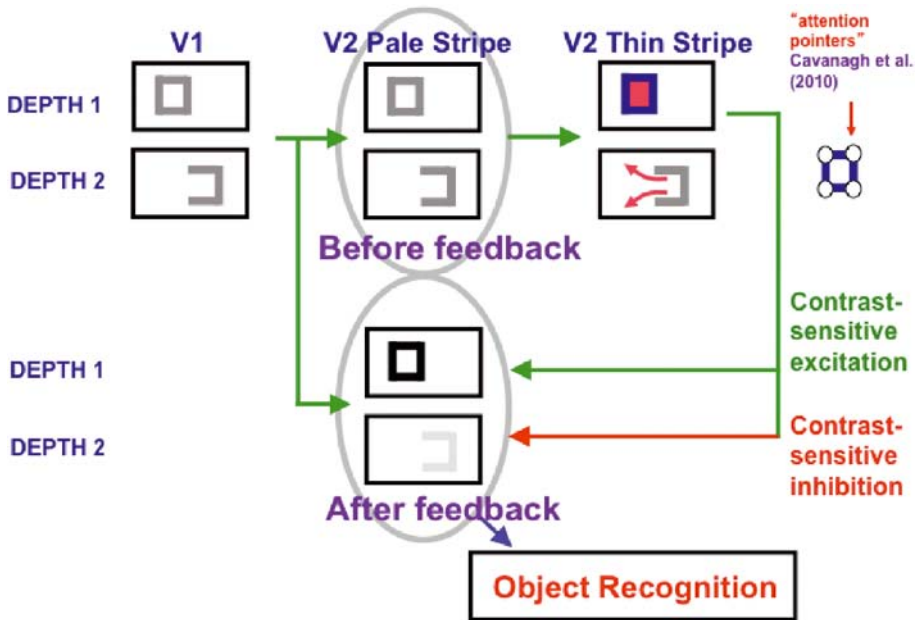 V1
V2 Pale Stripe
V2 Thin Stripe
"attention
pointers"
Cavanagh et al.
(2010)
DEPTH 1
DEPTH 2
Before feedback
DEPTH 1
DEPTH 2
After feedback
Contrast-
sensitive
excitation
Contrast-
sensitive
inhibition
Object Recognition